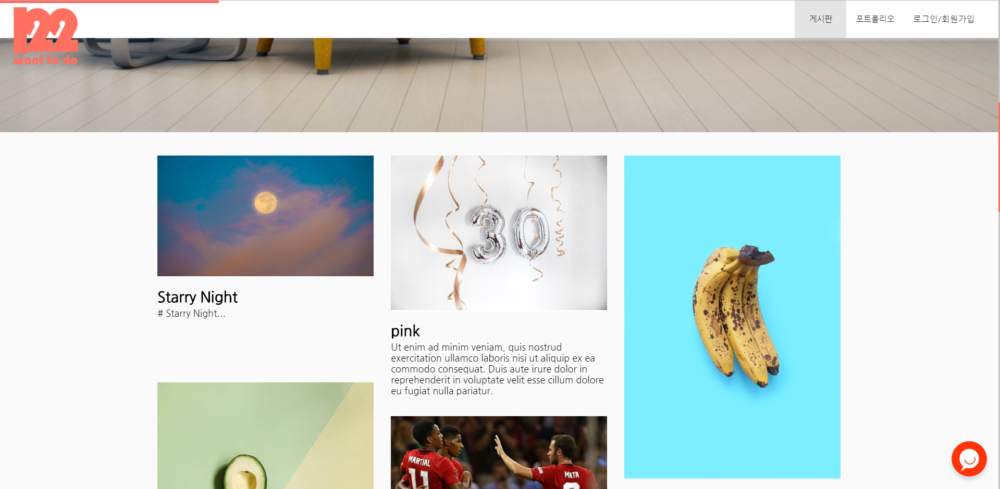 want to do
게시판
포트폴리오
로그인/회원가입
30
Starry Night
# Starry Night...
pink
Ut enim ad minim veniam, quis nostrud
exercitation ullamco laboris nisi ut aliquip ex ea
commodo consequat. Duis aute irure dolor in
reprehenderit in voluptate velit esse cillum dolore
eu fugiat nulla pariatur.
MARTIAL
11
MATA